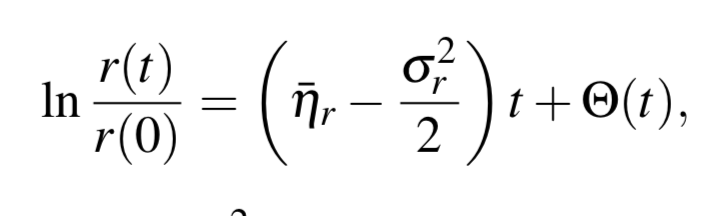 ln r(t)/r(0) = (η̄_r − σ_r²/2) t + Θ(t),